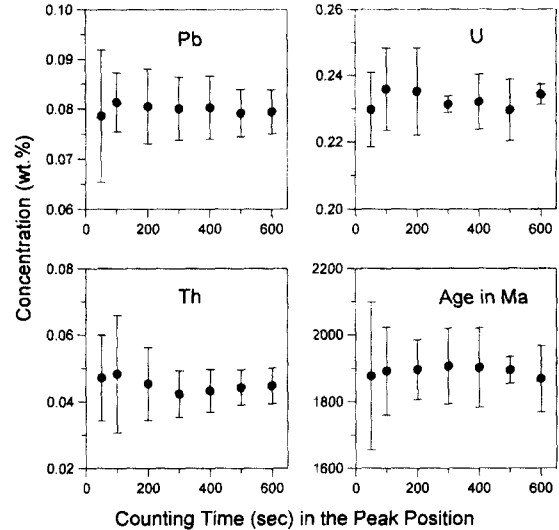 Concentration (wt.%)
Pb
0.10
0.09
0.08
0.07
0.06
0 200 400 600
U
0.26
0.24
0.22
0.20
0 200 400 600
Th
0.08
0.06
0.04
0.02
0 200 400 600
Age in Ma
2200
2000
1800
1600
0 200 400 600
Counting Time (sec) in the Peak Position